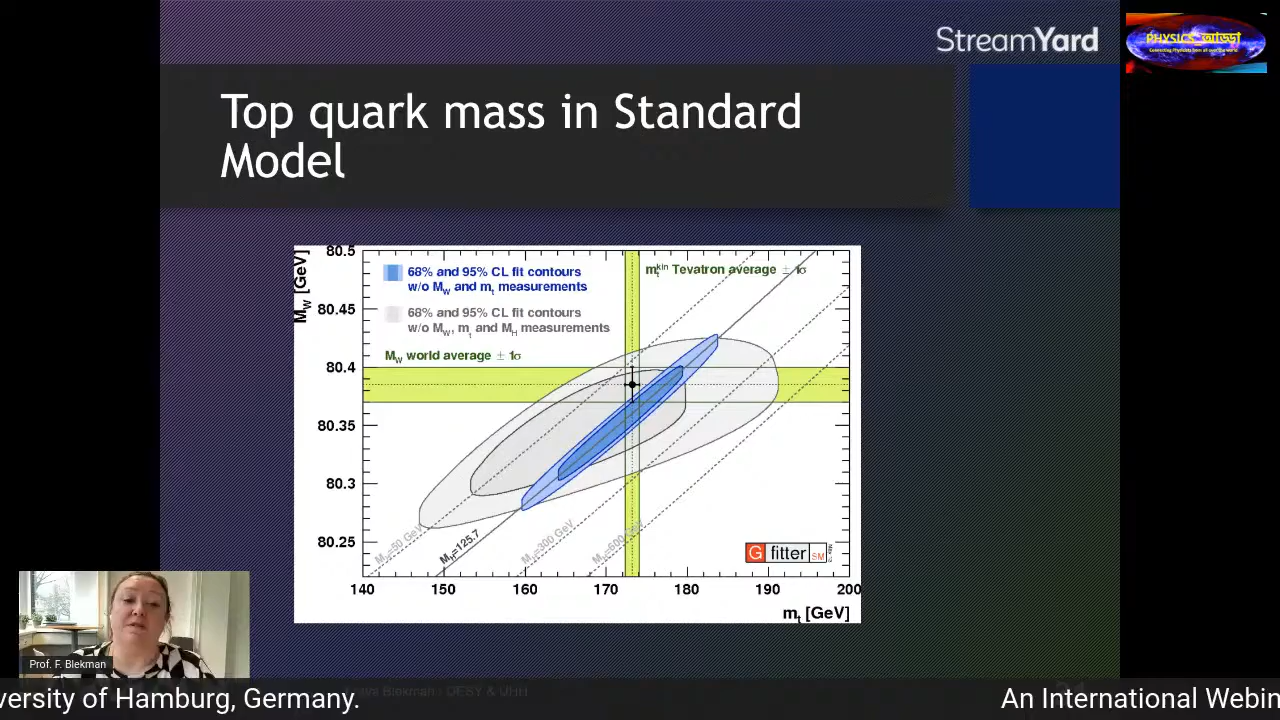 StreamYard
PHYSICS_আড্ডা
Top quark mass in Standard
Model
M_W [GeV]
80.5
80.45
80.4
80.35
80.3
80.25
68% and 95% CL fit contours
w/o M_W and m_t measurements
68% and 95% CL fit contours
w/o M_W, m_t and M_H measurements
M_W world average ± 1σ
m_t^kin Tevatron average ± 1σ
M_H=50 GeV
M_H=125.7
M_H=300 GeV
M_H=600 GeV
G fitter SM
140 150 160 170 180 190 200
m_t [GeV]
Prof. F. Blekman
Blekman - DESY & UHH
versity of Hamburg, Germany.
An International Webin